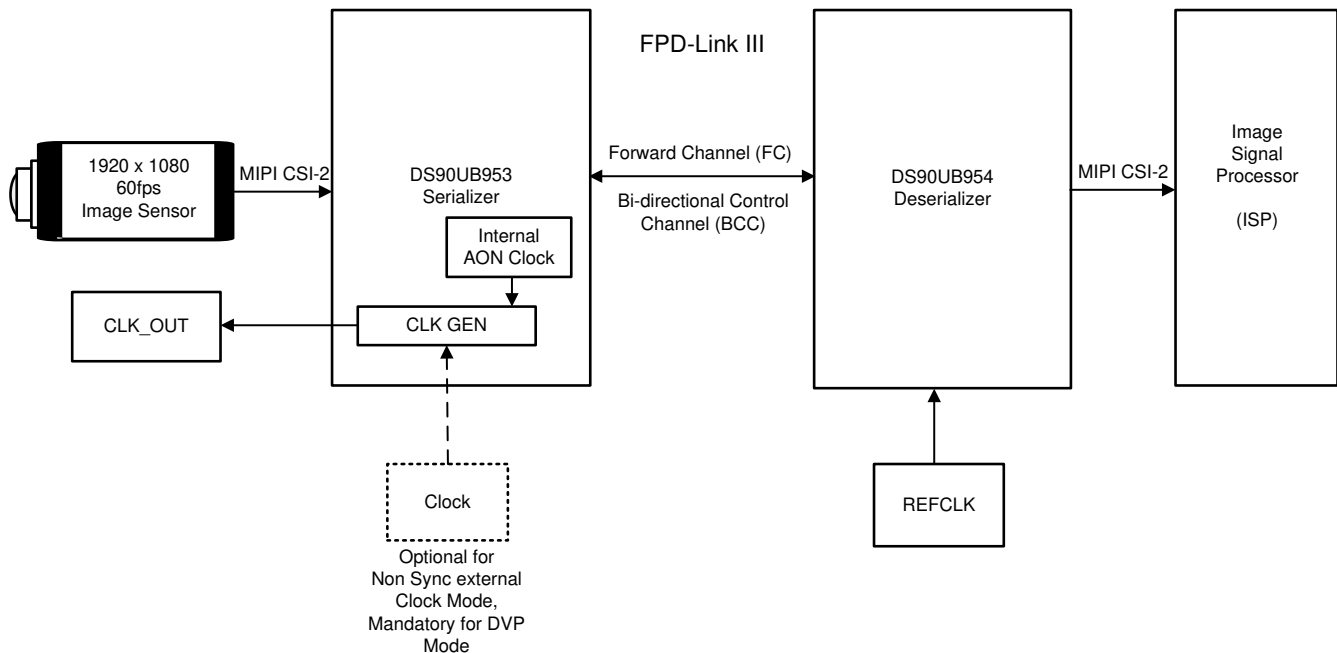 FPD-Link III
1920 x 1080
60fps
Image Sensor
MIPI CSI-2
DS90UB953
Serializer
Internal
AON Clock
CLK GEN
CLK_OUT
Clock
Optional for
Non Sync external
Clock Mode,
Mandatory for DVP
Mode
Forward Channel (FC)
Bi-directional Control
Channel (BCC)
DS90UB954
Deserializer
REFCLK
MIPI CSI-2
Image
Signal
Processor
(ISP)